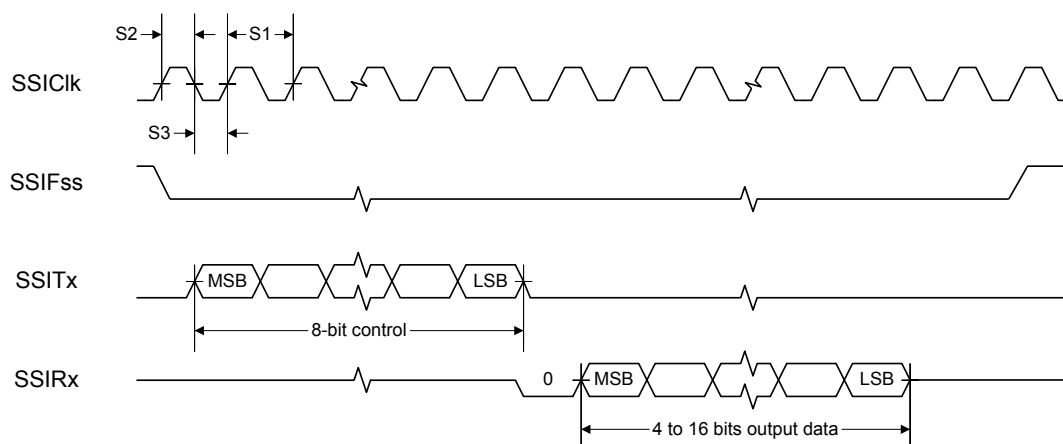 S2 S1
SSIClk
S3
SSIFss
SSITx MSB LSB
8-bit control
SSIRx 0 MSB LSB
4 to 16 bits output data